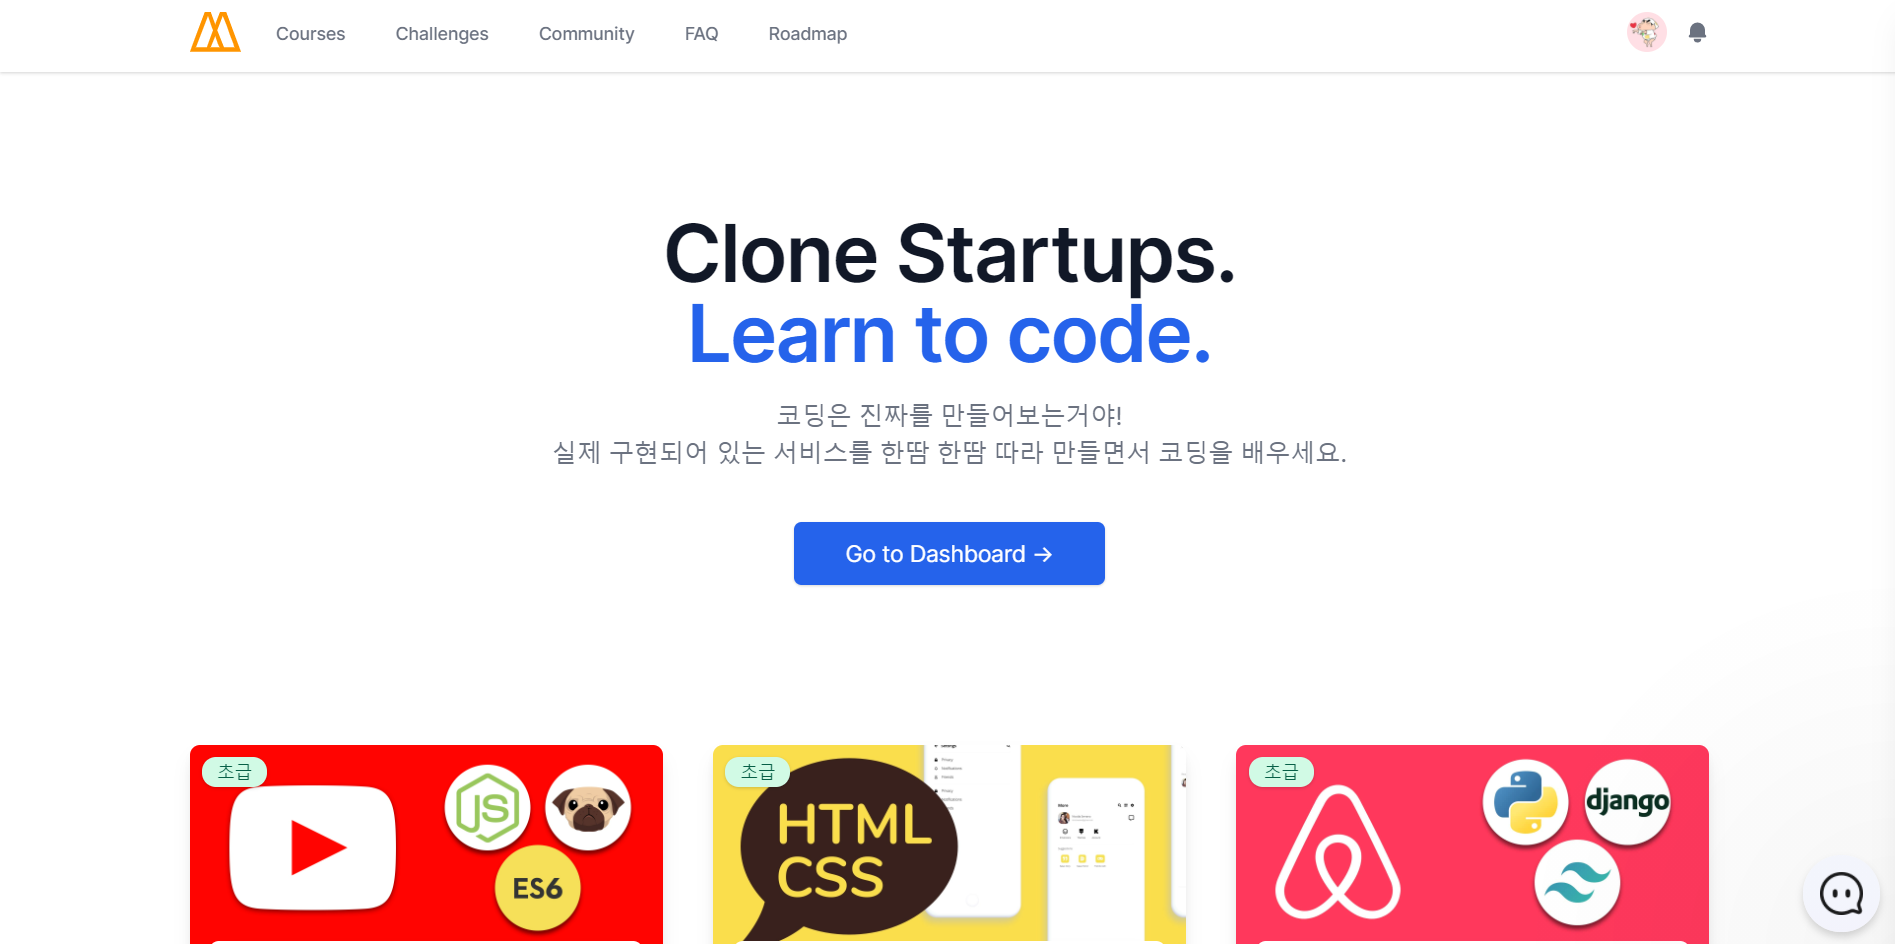 Courses Challenges Community FAQ Roadmap
Clone Startups.
Learn to code.
코딩은 진짜를 만들어보는거야!
실제 구현되어 있는 서비스를 한땀 한땀 따라 만들면서 코딩을 배우세요.
Go to Dashboard →
초급
JS
ES6
초급
HTML
CSS
초급
django